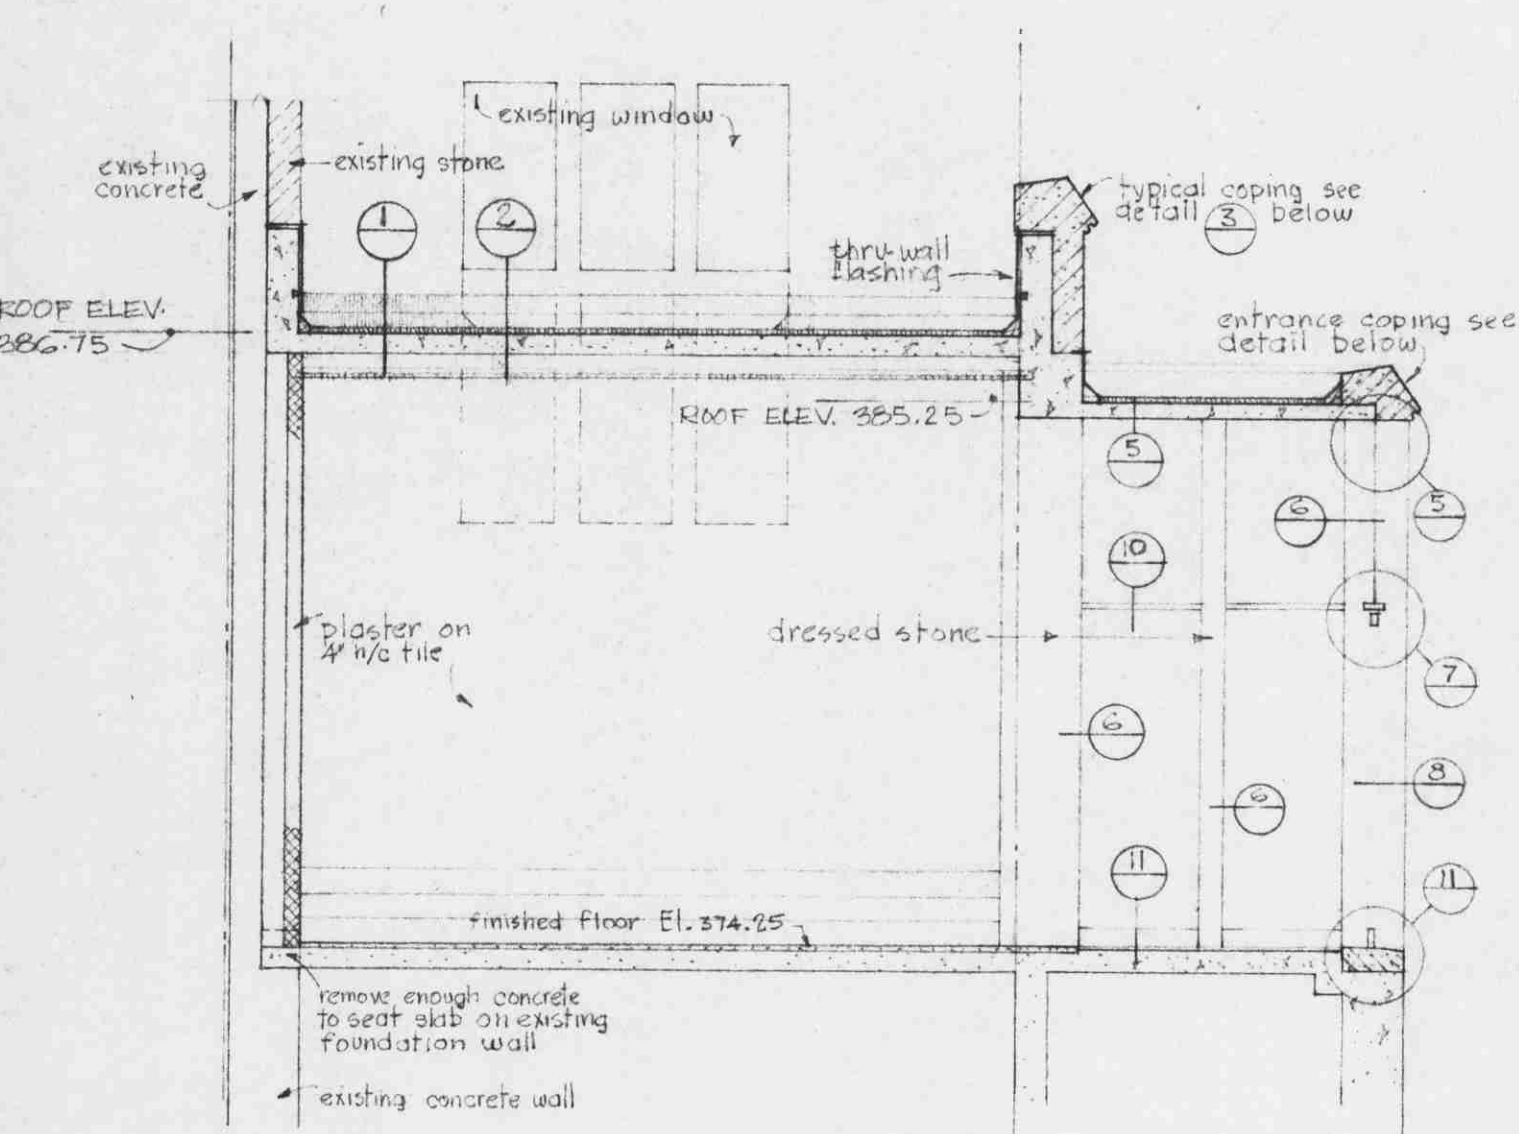 existing window
existing
concrete
existing stone
1
2
typical coping see
detail 3 below
thru-wall
flashing
ROOF ELEV.
386.75
entrance coping see
detail below
ROOF ELEV. 385.25
5
6
5
10
plaster on
4" h/c tile
dressed stone
7
6
8
6
11
11
finished floor El. 374.25
remove enough concrete
to seat slab on existing
foundation wall
existing concrete wall